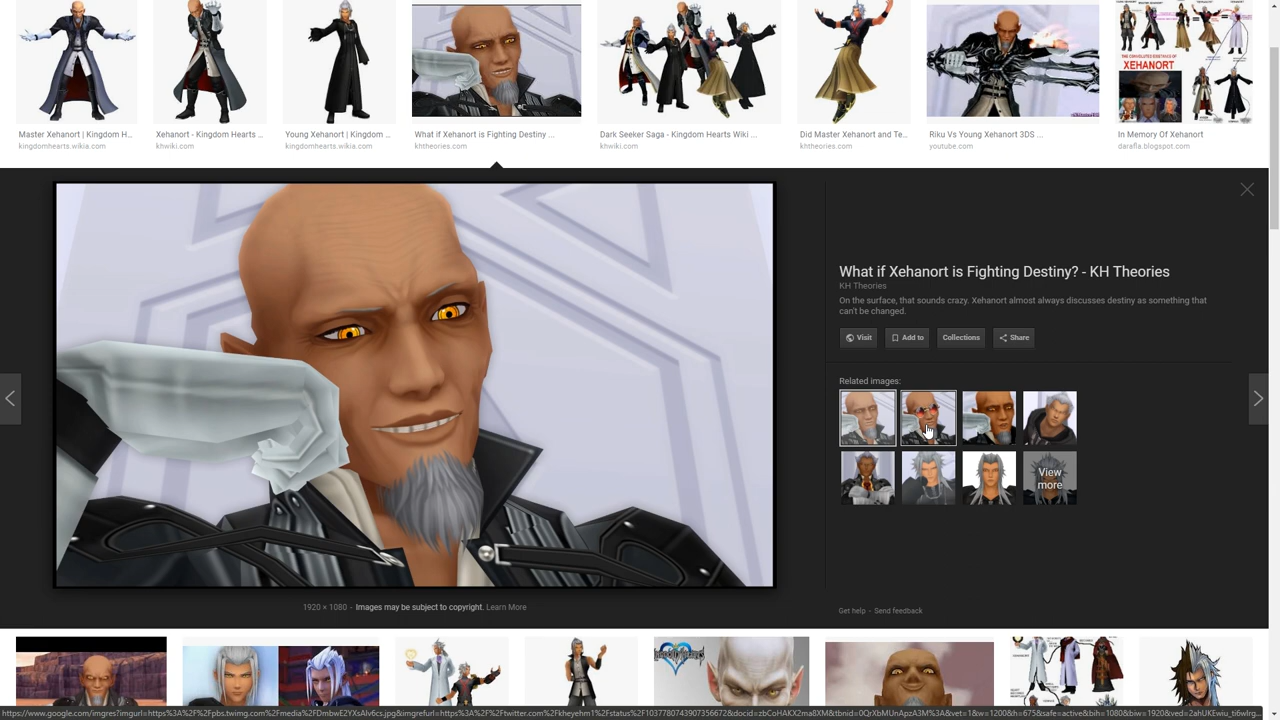 Master Xehanort | Kingdom H...
kingdomhearts.wikia.com
Xehanort - Kingdom Hearts ...
khwiki.com
Young Xehanort | Kingdom ...
kingdomhearts.wikia.com
What if Xehanort is Fighting Destiny ...
khtheories.com
Dark Seeker Saga - Kingdom Hearts Wiki ...
khwiki.com
Did Master Xehanort and Te...
khtheories.com
Riku Vs Young Xehanort 3DS ...
youtube.com
XEHANORT
In Memory Of Xehanort
darafla.blogspot.com
What if Xehanort is Fighting Destiny? - KH Theories
KH Theories
On the surface, that sounds crazy. Xehanort almost always discusses destiny as something that
can't be changed.
Visit
Add to
Collections
Share
Related images:
View
more
1920 × 1080 - Images may be subject to copyright. Learn More
Get help - Send feedback